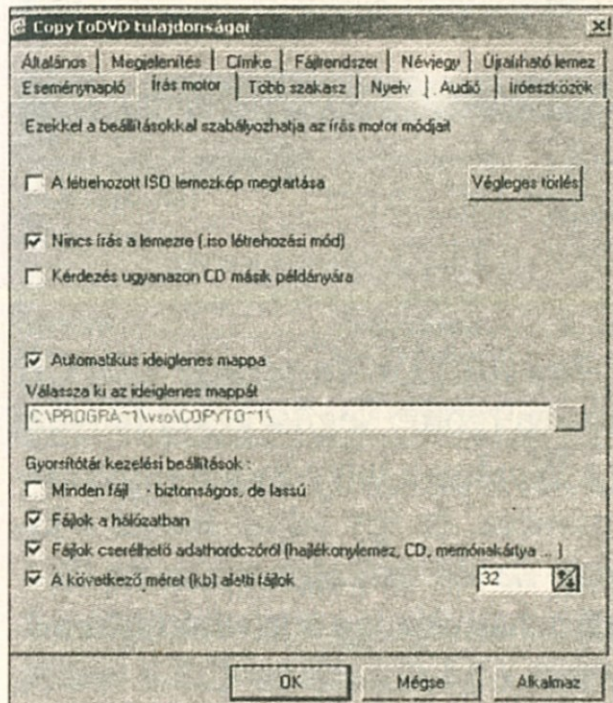 CopyToDVD tulajdonságai
Általános Megjelenítés Címke Fájlrendszer Névjegy Újraírható lemez
Eseménynapló Írás motor Több szakasz Nyelv Audió Íróeszközök
Ezekkel a beállításokkal szabályozhatja az írás motor módjait
A létrehozott ISO lemezkép megtartása
Végleges törlés
Nincs írás a lemezre (.iso létrehozási mód)
Kérdezés ugyanazon CD másik példányára
Automatikus ideiglenes mappa
Válassza ki az ideiglenes mappát
C:\PROGRA~1\vso\COPYTO~1\
Gyorsítótár kezelési beállítások :
Minden fájl - biztonságos, de lassú
Fájlok a hálózatban
Fájlok cserélhető adathordozóról (hajlékonylemez, CD, memóriakártya ... )
A következő méret (kb) alatti fájlok 32
OK Mégse Alkalmaz